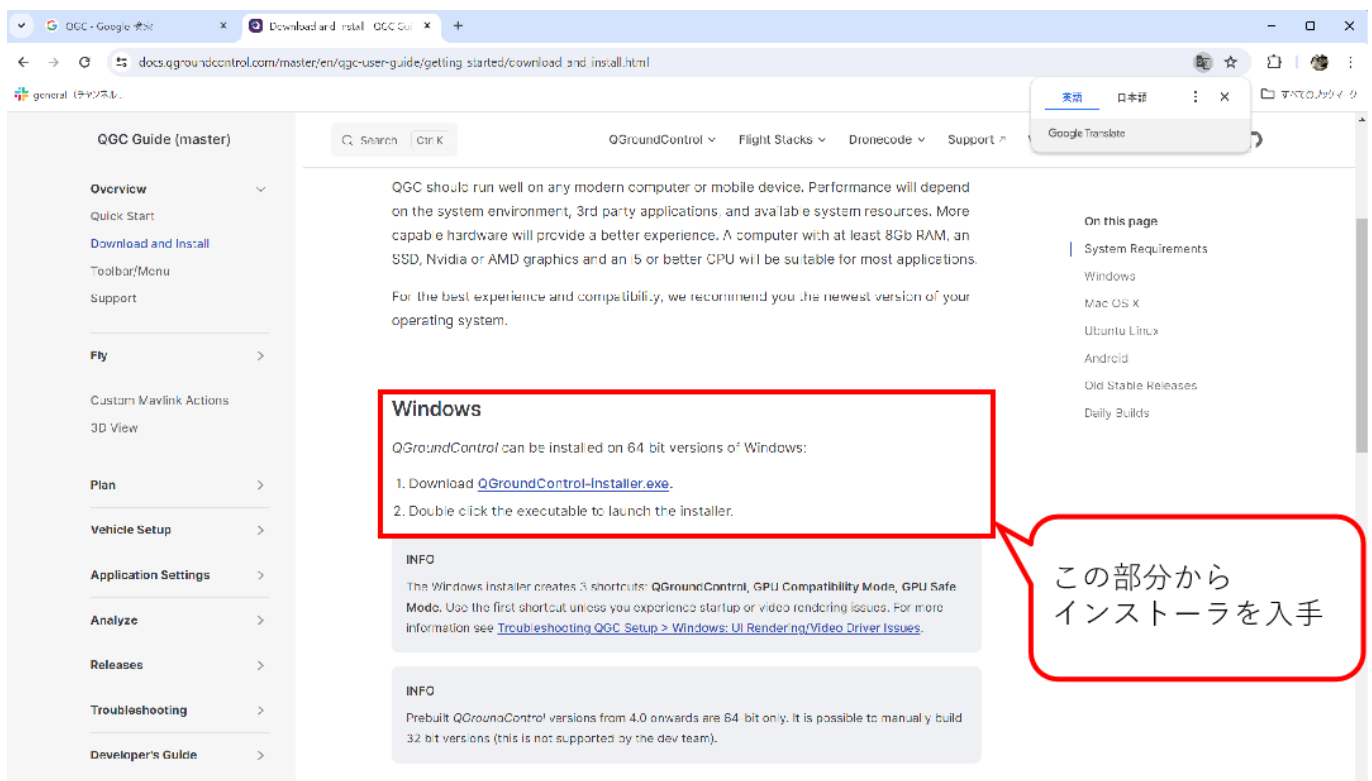 QGC - Google 検索
Download and Install | QGC Gui
docs.qgroundcontrol.com/master/en/qgc-user-guide/getting_started/download_and_install.html
general (チャンネル...
すべてのブックマーク
英語 日本語
Google Translate
QGC Guide (master)
Search Ctrl K
QGroundControl Flight Stacks Dronecode Support
Overview
Quick Start
Download and Install
Toolbar/Menu
Support
Fly
Custom Mavlink Actions
3D View
Plan
Vehicle Setup
Application Settings
Analyze
Releases
Troubleshooting
Developer's Guide
QGC should run well on any modern computer or mobile device. Performance will depend
on the system environment, 3rd party applications, and available system resources. More
capable hardware will provide a better experience. A computer with at least 8Gb RAM, an
SSD, Nvidia or AMD graphics and an i5 or better CPU will be suitable for most applications.
For the best experience and compatibility, we recommend you the newest version of your
operating system.
Windows
QGroundControl can be installed on 64 bit versions of Windows:
1. Download QGroundControl-Installer.exe.
2. Double click the executable to launch the installer.
INFO
The Windows installer creates 3 shortcuts: QGroundControl, GPU Compatibility Mode, GPU Safe
Mode. Use the first shortcut unless you experience startup or video rendering issues. For more
information see Troubleshooting QGC Setup > Windows: UI Rendering/Video Driver Issues.
INFO
Prebuilt QGroundControl versions from 4.0 onwards are 64-bit only. It is possible to manually build
32 bit versions (this is not supported by the dev team).
On this page
System Requirements
Windows
Mac OS X
Ubuntu Linux
Android
Old Stable Releases
Daily Builds
この部分から
インストーラを入手